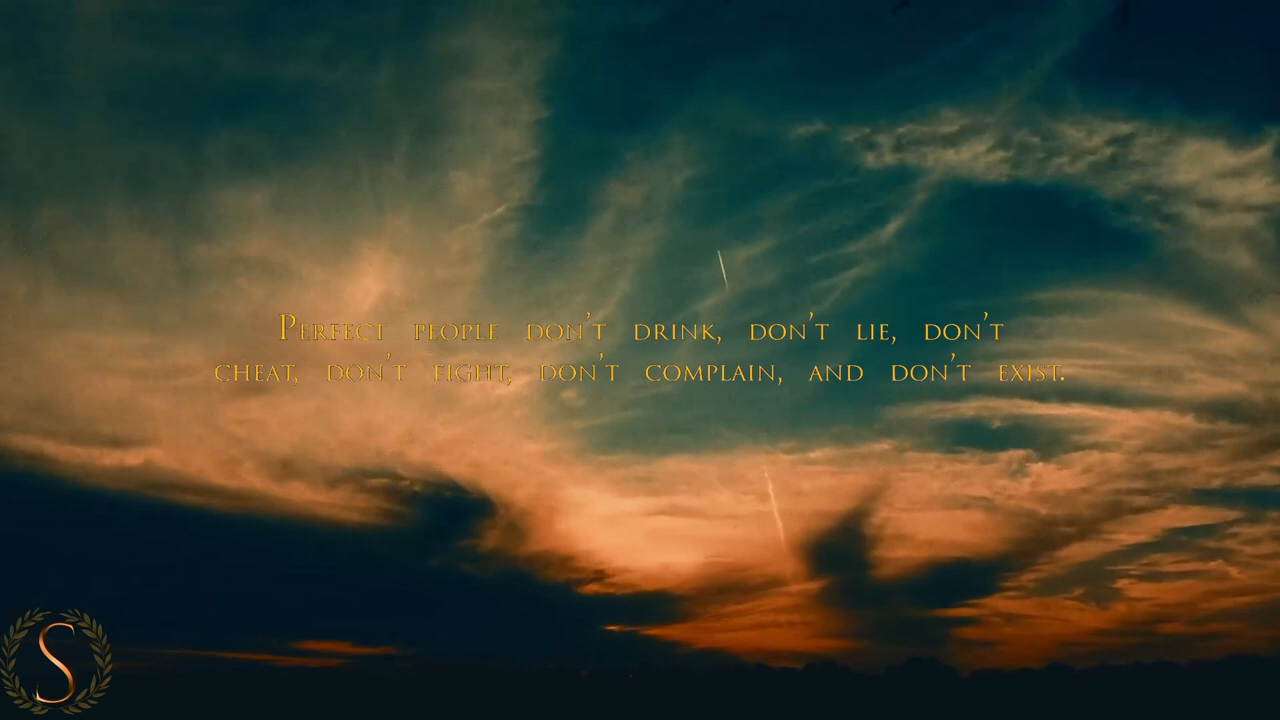 Perfect people don't drink, don't lie, don't
cheat, don't fight, don't complain, and don't exist.
S